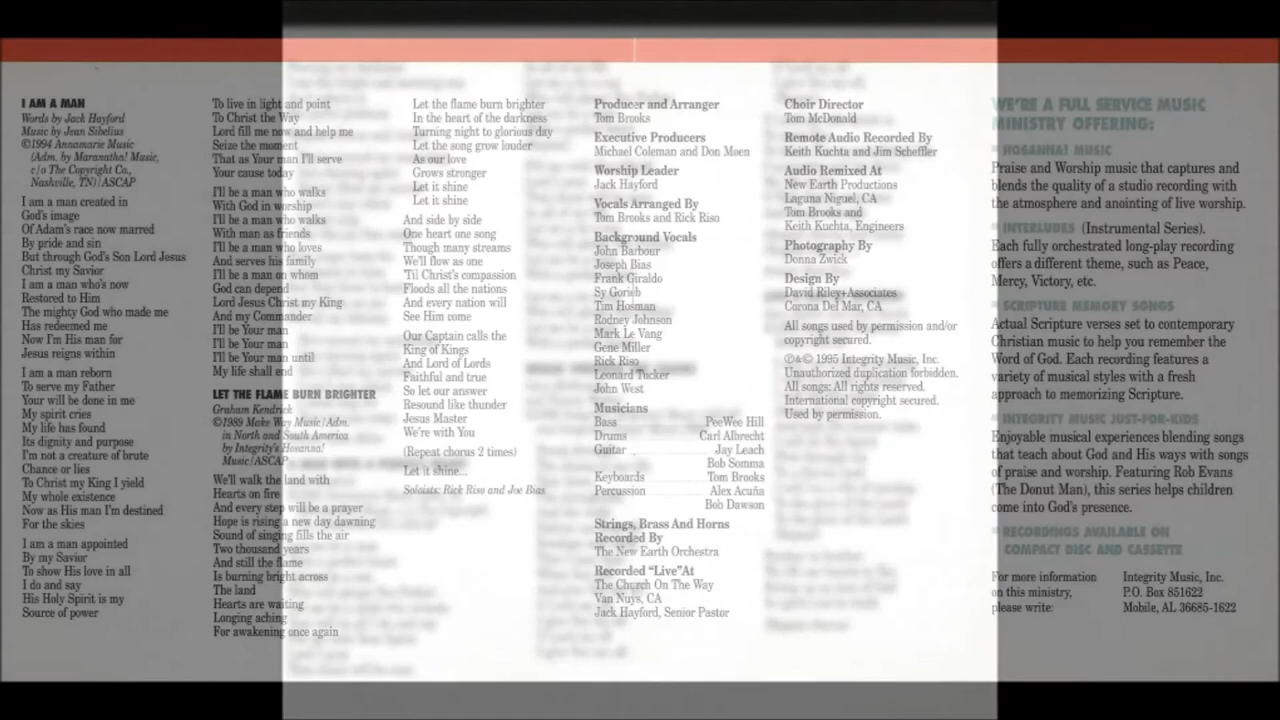 I AM A MAN
Words by Jack Hayford
Music by Jean Sibelius
©1994 Annamarie Music
(Adm. by Maranatha! Music,
c/o The Copyright Co.,
Nashville, TN)/ASCAP
I am a man created in
God's image
Of Adam's race now marred
By pride and sin
But through God's Son Lord Jesus
Christ my Savior
I am a man who's now
Restored to Him
The mighty God who made me
Has redeemed me
Now I'm His man for
Jesus reigns within
I am a man reborn
To serve my Father
Your will be done in me
My spirit cries
My life has found
Its dignity and purpose
I'm not a creature of brute
Chance or lies
To Christ my King I yield
My whole existence
Now as His man I'm destined
For the skies
I am a man appointed
By my Savior
To show His love in all
I do and say
His Holy Spirit is my
Source of power
To live in light and point
To Christ the Way
Lord fill me now and help me
Seize the moment
That as Your man I'll serve
Your cause today
I'll be a man who walks
With God in worship
I'll be a man who walks
With man as friends
I'll be a man who loves
And serves his family
I'll be a man on whom
God can depend
Lord Jesus Christ my King
And my Commander
I'll be Your man
I'll be Your man
I'll be Your man until
My life shall end
LET THE FLAME BURN BRIGHTER
Graham Kendrick
©1989 Make Way Music/Adm.
in North and South America
by Integrity's Hosanna!
Music/ASCAP
We'll walk the land with
Hearts on fire
And every step will be a prayer
Hope is rising a new day dawning
Sound of singing fills the air
Two thousand years
And still the flame
Is burning bright across
The land
Hearts are waiting
Longing aching
For awakening once again
Let the flame burn brighter
In the heart of the darkness
Turning night to glorious day
Let the song grow louder
As our love
Grows stronger
Let it shine
Let it shine
And side by side
One heart one song
Though many streams
We'll flow as one
'Til Christ's compassion
Floods all the nations
And every nation will
See Him come
Our Captain calls the
King of Kings
And Lord of Lords
Faithful and true
So let our answer
Resound like thunder
Jesus Master
We're with You
(Repeat chorus 2 times)
Let it shine...
Soloists: Rick Riso and Joe Bias
Producer and Arranger
Tom Brooks
Executive Producers
Michael Coleman and Don Moen
Worship Leader
Jack Hayford
Vocals Arranged By
Tom Brooks and Rick Riso
Background Vocals
John Barbour
Joseph Bias
Frank Giraldo
Sy Gorieb
Tim Hosman
Rodney Johnson
Mark Le Vang
Gene Miller
Rick Riso
Leonard Tucker
John West
Musicians
Bass PeeWee Hill
Drums Carl Albrecht
Guitar Jay Leach
Bob Somma
Keyboards Tom Brooks
Percussion Alex Acuña
Bob Dawson
Strings, Brass And Horns
Recorded By
The New Earth Orchestra
Recorded "Live" At
The Church On The Way
Van Nuys, CA
Jack Hayford, Senior Pastor
Choir Director
Tom McDonald
Remote Audio Recorded By
Keith Kuchta and Jim Scheffler
Audio Remixed At
New Earth Productions
Laguna Niguel, CA
Tom Brooks and
Keith Kuchta, Engineers
Photography By
Donna Zwick
Design By
David Riley+Associates
Corona Del Mar, CA
All songs used by permission and/or
copyright secured.
℗&© 1995 Integrity Music, Inc.
Unauthorized duplication forbidden.
All songs: All rights reserved.
International copyright secured.
Used by permission.
WE'RE A FULL SERVICE MUSIC
MINISTRY OFFERING:
HOSANNA! MUSIC
Praise and Worship music that captures and
blends the quality of a studio recording with
the atmosphere and anointing of live worship.
INTERLUDES (Instrumental Series).
Each fully orchestrated long-play recording
offers a different theme, such as Peace,
Mercy, Victory, etc.
SCRIPTURE MEMORY SONGS
Actual Scripture verses set to contemporary
Christian music to help you remember the
Word of God. Each recording features a
variety of musical styles with a fresh
approach to memorizing Scripture.
INTEGRITY MUSIC JUST-FOR-KIDS
Enjoyable musical experiences blending songs
that teach about God and His ways with songs
of praise and worship. Featuring Rob Evans
(The Donut Man), this series helps children
come into God's presence.
RECORDINGS AVAILABLE ON
COMPACT DISC AND CASSETTE
For more information
on this ministry,
please write:
Integrity Music, Inc.
P.O. Box 851622
Mobile, AL 36685-1622